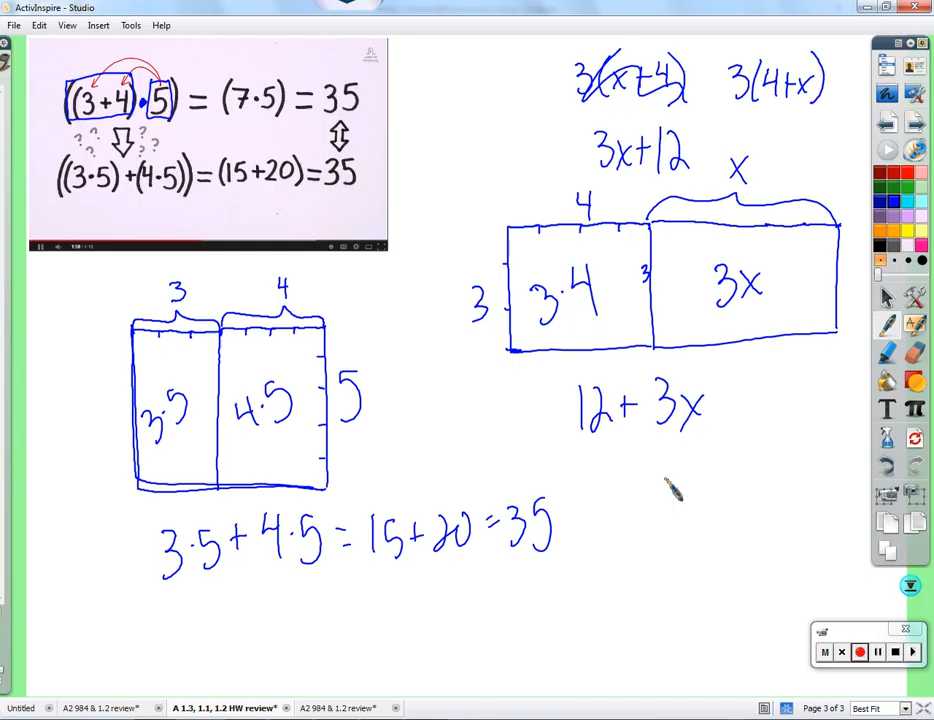 ActivInspire - Studio
File Edit View Insert Tools Help
((3+4)•5) = (7·5) = 35
? ? ? ?
? ? ? ?
((3·5)+(4·5))=(15+20)=35
3(x+4) 3(4+x)
3x+12
x
4
3 3·4 3 3x
12+3x
3 4
3·5 4·5 5
3·5+4·5=15+20=35
M
Untitled A2 984 & 1.2 review* A 1.3, 1.1, 1.2 HW review* A2 984 & 1.2 review* Page 3 of 3 Best Fit